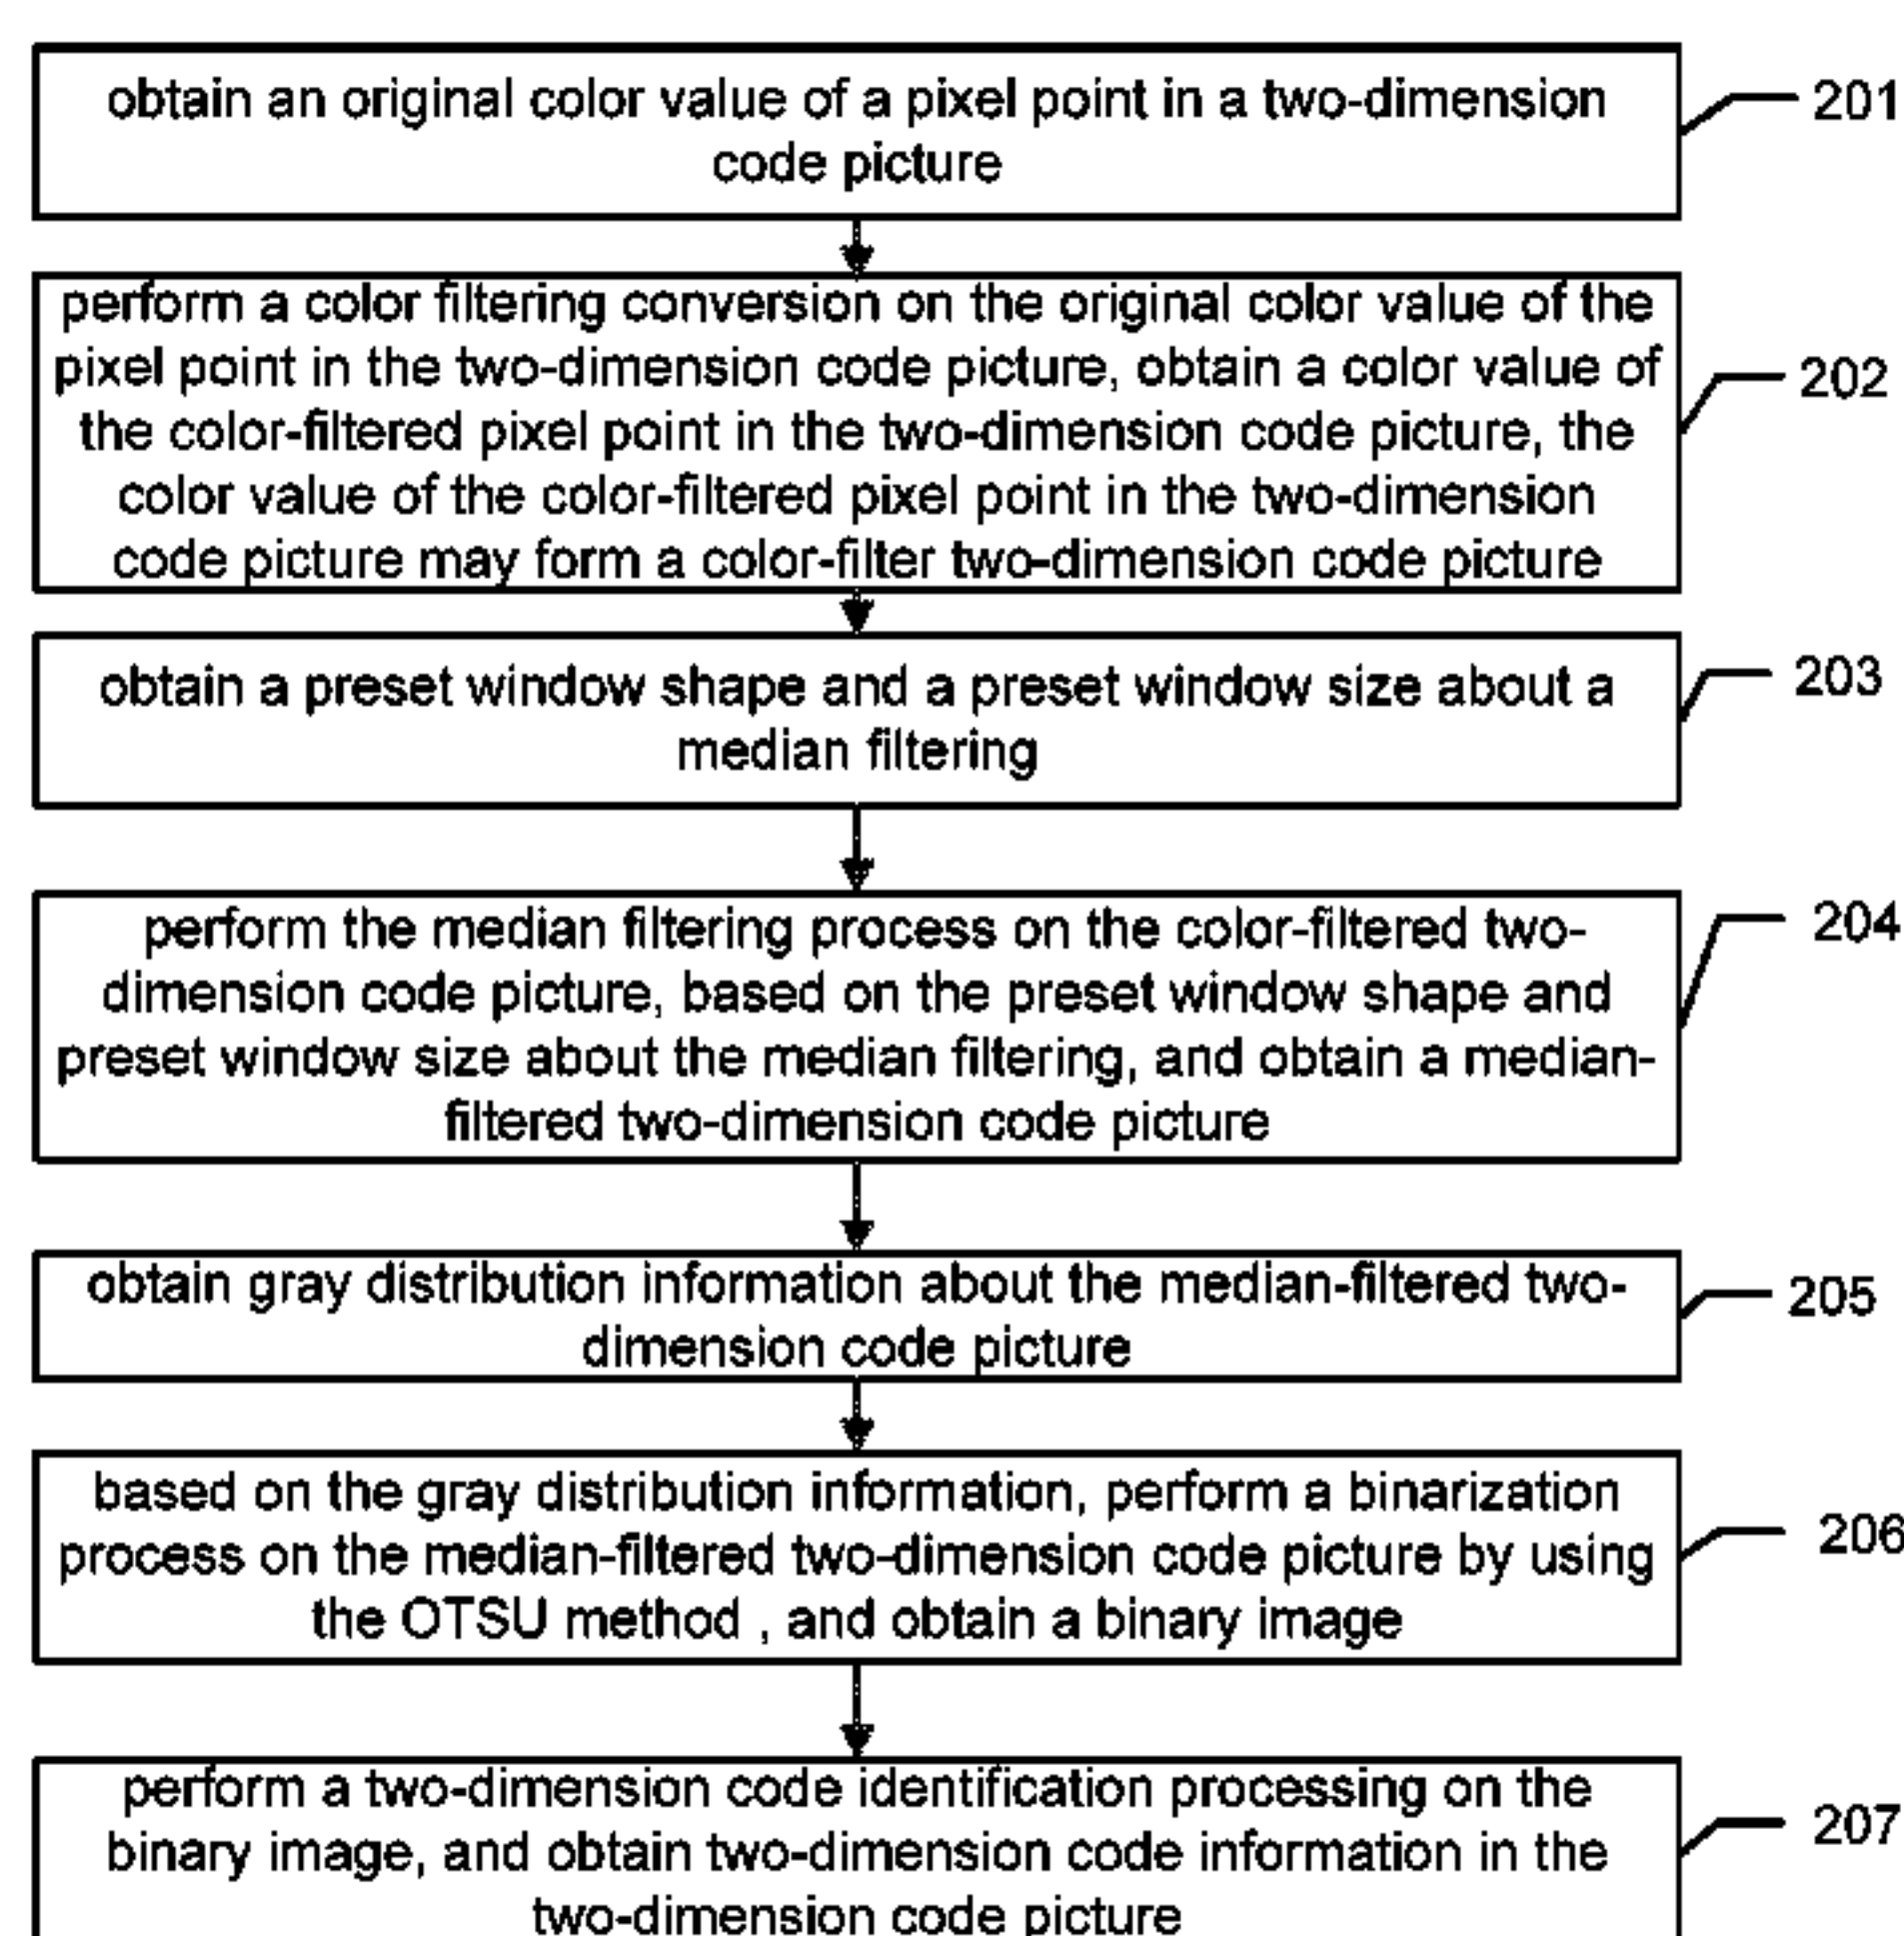 obtain an original color value of a pixel point in a two-dimension
code picture
201
perform a color filtering conversion on the original color value of the
pixel point in the two-dimension code picture, obtain a color value of
the color-filtered pixel point in the two-dimension code picture, the
color value of the color-filtered pixel point in the two-dimension
code picture may form a color-filter two-dimension code picture
202
obtain a preset window shape and a preset window size about a
median filtering
203
perform the median filtering process on the color-filtered two-
dimension code picture, based on the preset window shape and
preset window size about the median filtering, and obtain a median-
filtered two-dimension code picture
204
obtain gray distribution information about the median-filtered two-
dimension code picture
205
based on the gray distribution information, perform a binarization
process on the median-filtered two-dimension code picture by using
the OTSU method , and obtain a binary image
206
perform a two-dimension code identification processing on the
binary image, and obtain two-dimension code information in the
two-dimension code picture
207